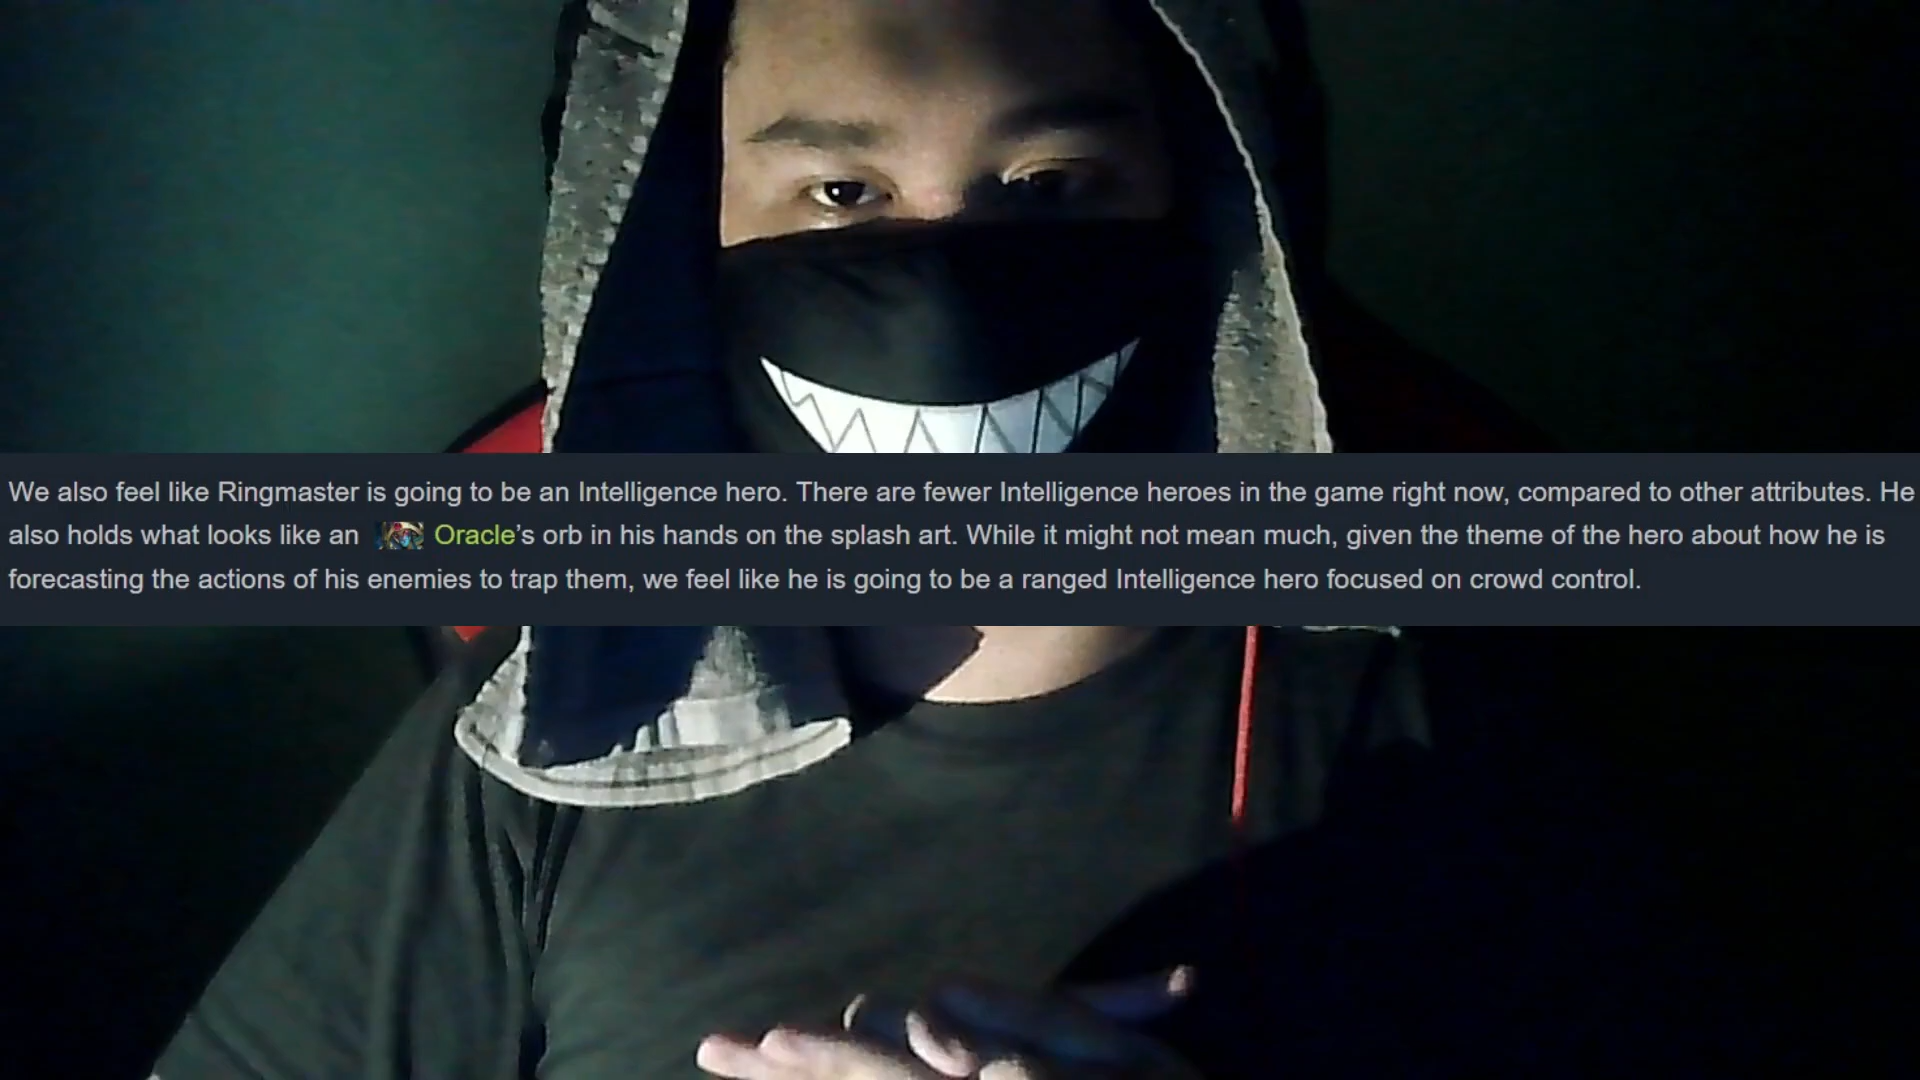 We also feel like Ringmaster is going to be an Intelligence hero. There are fewer Intelligence heroes in the game right now, compared to other attributes. He
also holds what looks like an Oracle’s orb in his hands on the splash art. While it might not mean much, given the theme of the hero about how he is
forecasting the actions of his enemies to trap them, we feel like he is going to be a ranged Intelligence hero focused on crowd control.